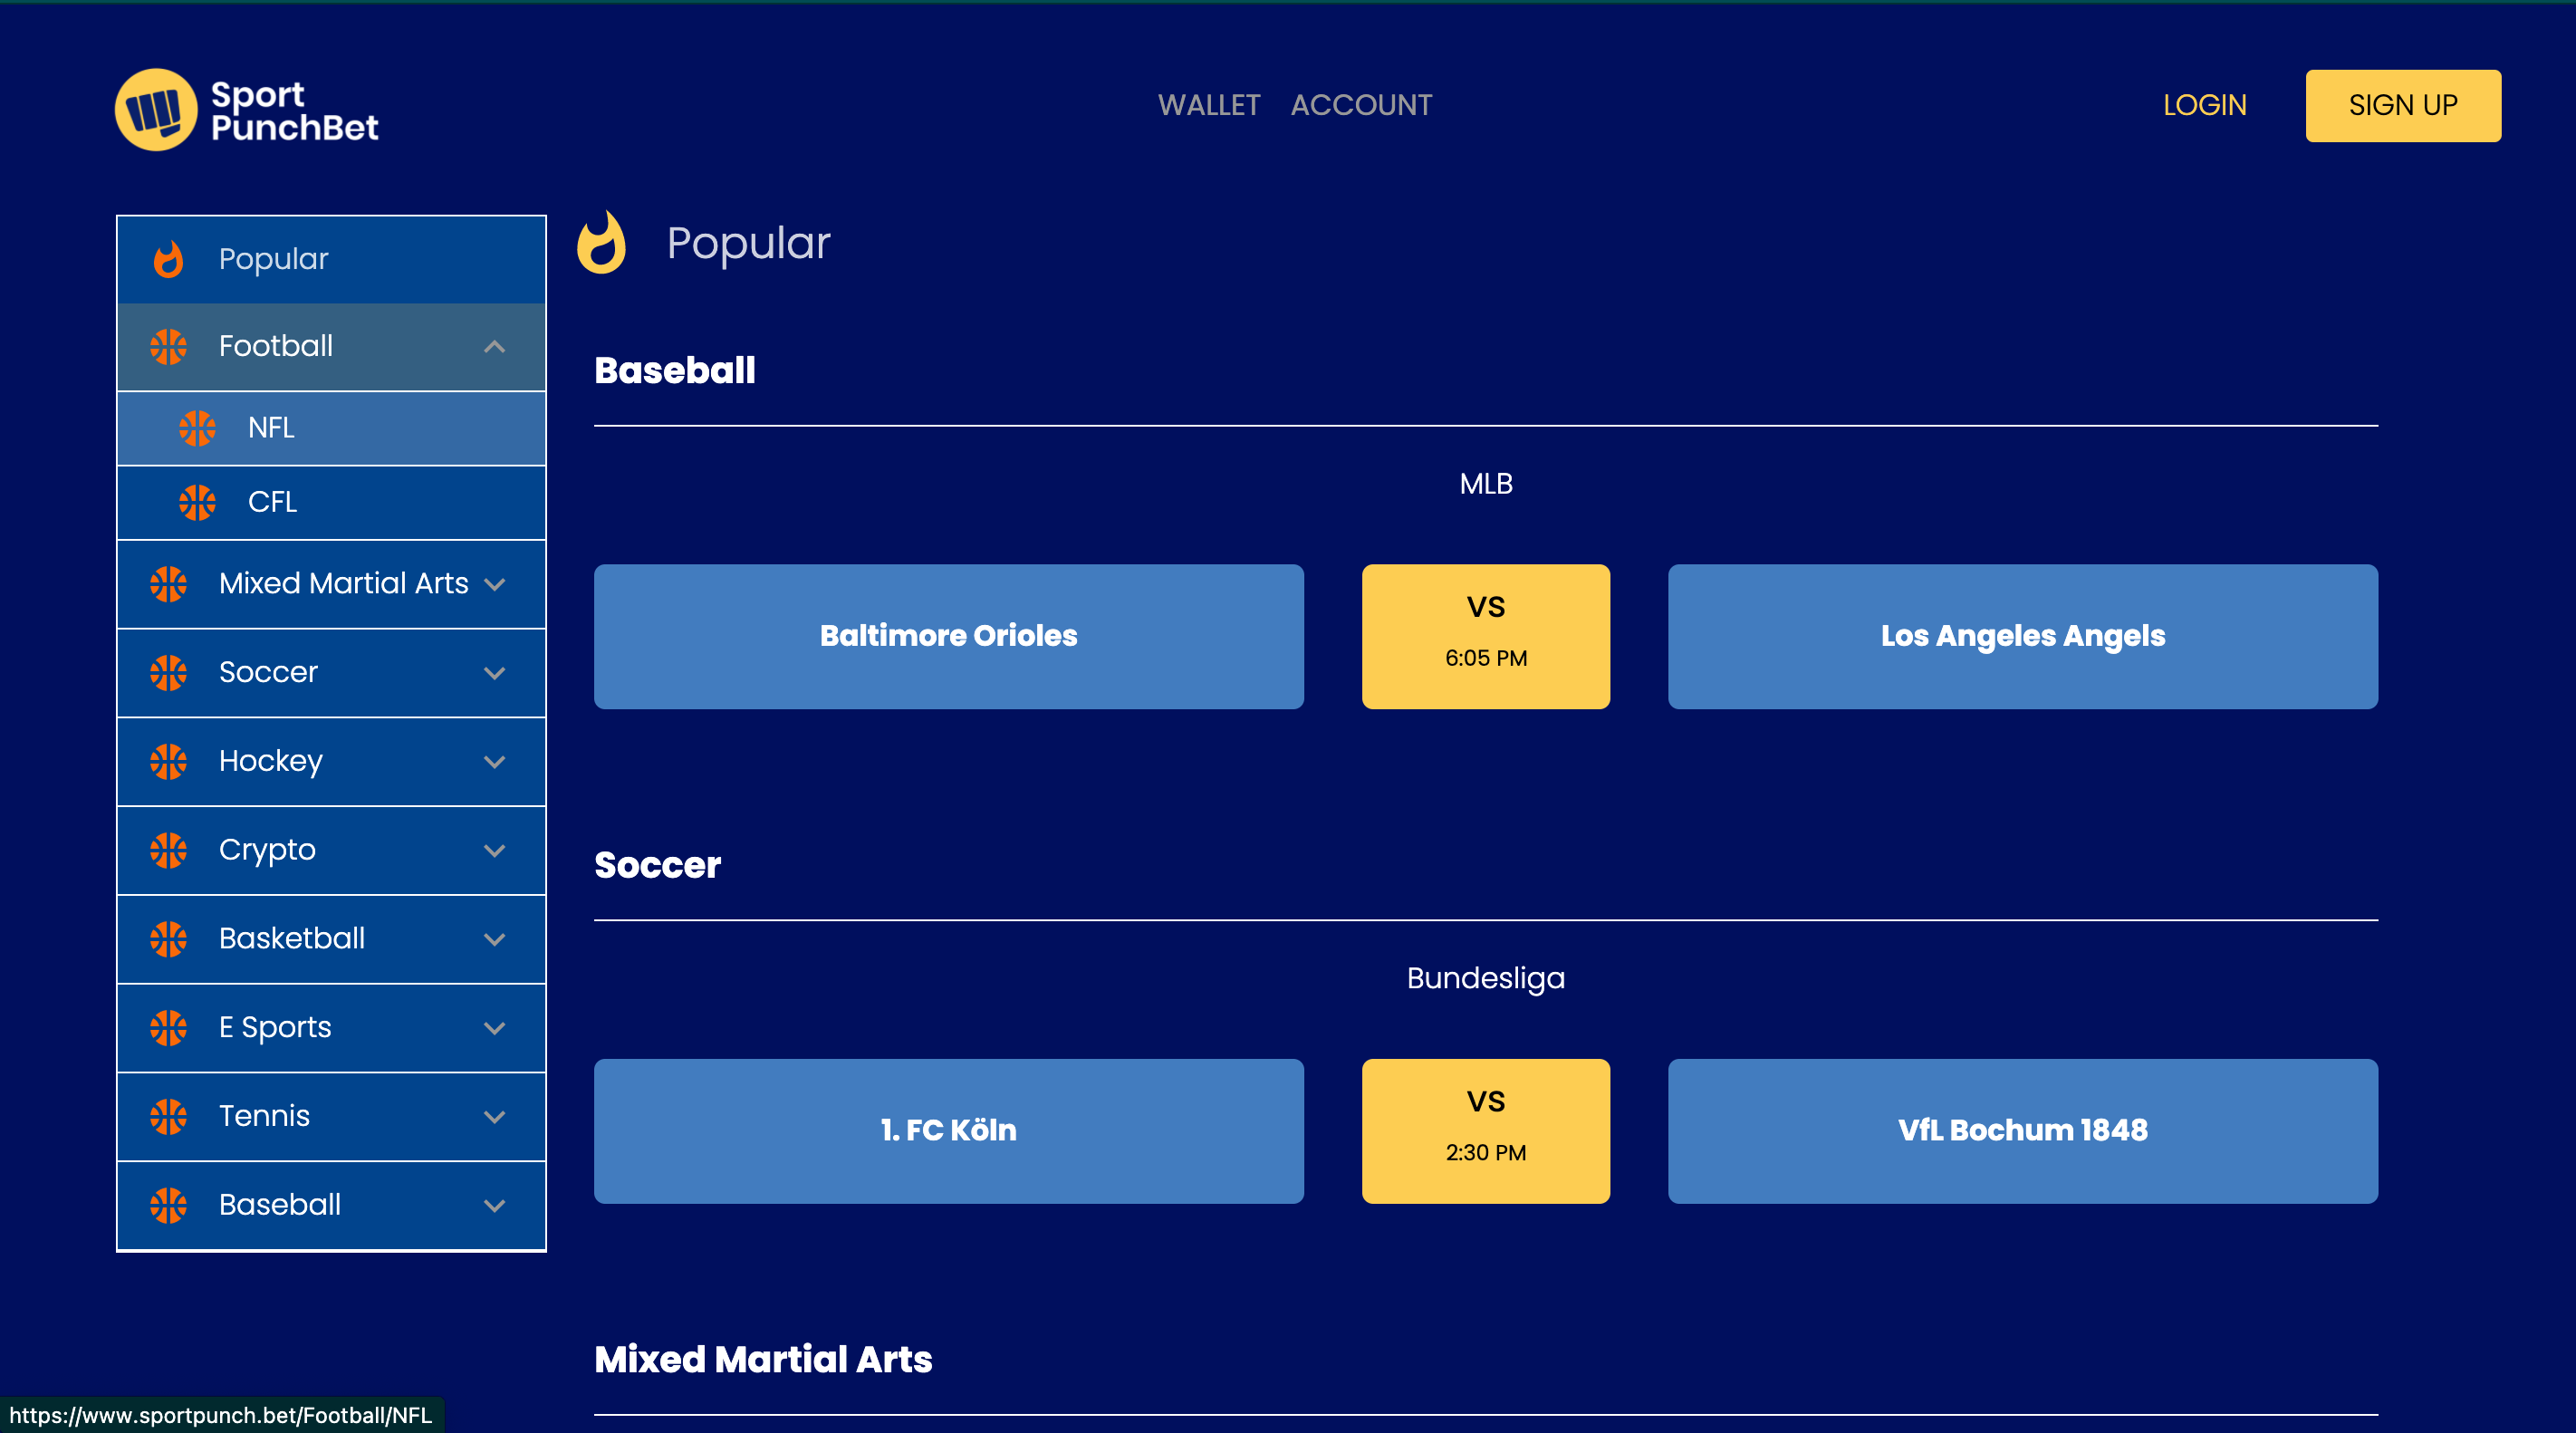 Sport
PunchBet
WALLET
ACCOUNT
LOGIN
SIGN UP
Popular
Football
NFL
CFL
Mixed Martial Arts
Soccer
Hockey
Crypto
Basketball
E Sports
Tennis
Baseball
Popular
Baseball
MLB
Baltimore Orioles
VS
6:05 PM
Los Angeles Angels
Soccer
Bundesliga
1. FC Köln
VS
2:30 PM
VfL Bochum 1848
Mixed Martial Arts
https://www.sportpunch.bet/Football/NFL